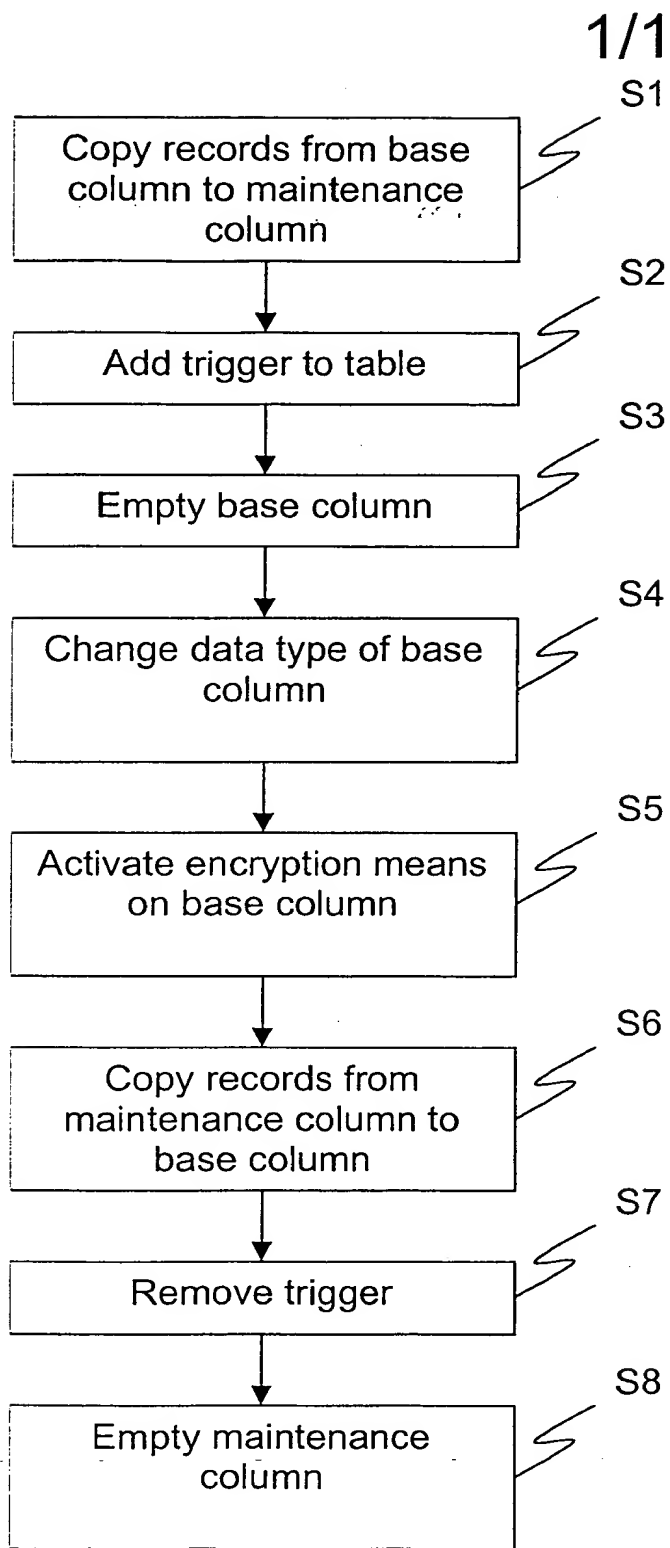 1/1
S1
Copy records from base
column to maintenance
column
S2
Add trigger to table
S3
Empty base column
S4
Change data type of base
column
S5
Activate encryption means
on base column
S6
Copy records from
maintenance column to
base column
S7
Remove trigger
S8
Empty maintenance
column